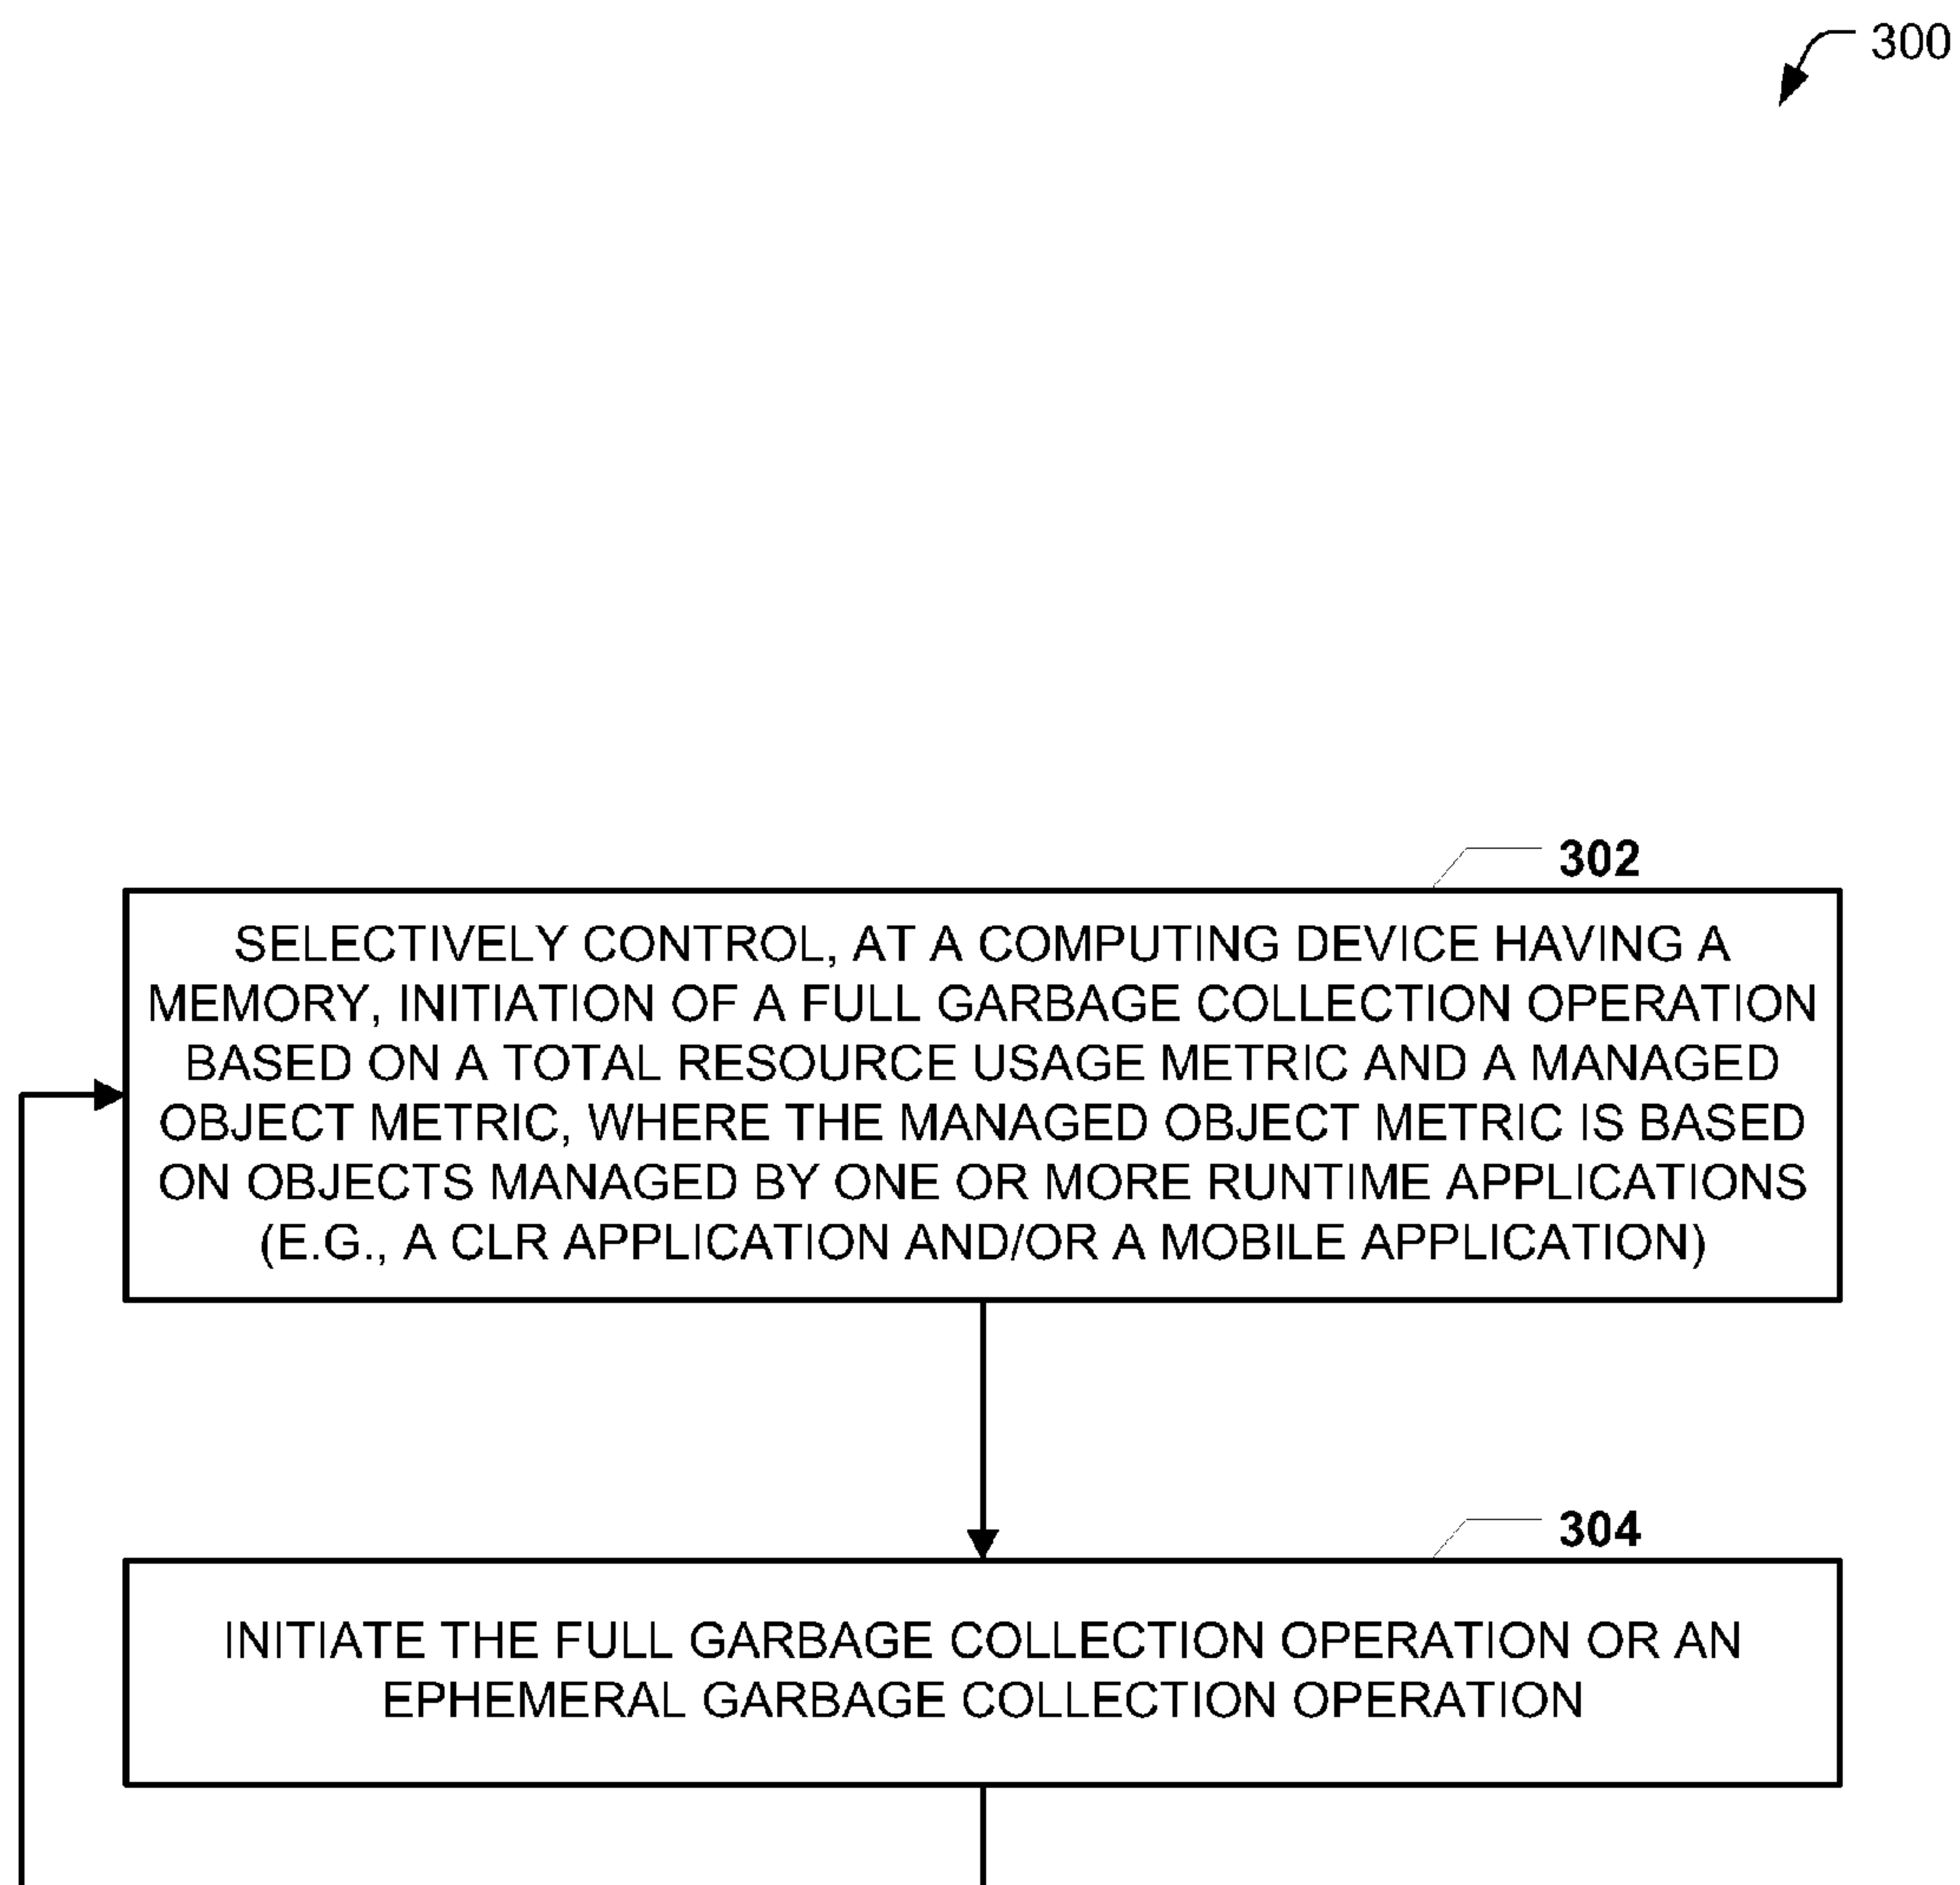 300
302
SELECTIVELY CONTROL, AT A COMPUTING DEVICE HAVING A
MEMORY, INITIATION OF A FULL GARBAGE COLLECTION OPERATION
BASED ON A TOTAL RESOURCE USAGE METRIC AND A MANAGED
OBJECT METRIC, WHERE THE MANAGED OBJECT METRIC IS BASED
ON OBJECTS MANAGED BY ONE OR MORE RUNTIME APPLICATIONS
(E.G., A CLR APPLICATION AND/OR A MOBILE APPLICATION)
304
INITIATE THE FULL GARBAGE COLLECTION OPERATION OR AN
EPHEMERAL GARBAGE COLLECTION OPERATION